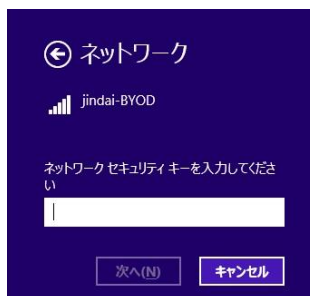 ネットワーク
jindai-BYOD
ネットワーク セキュリティ キーを入力してくださ
い
次へ(N)
キャンセル